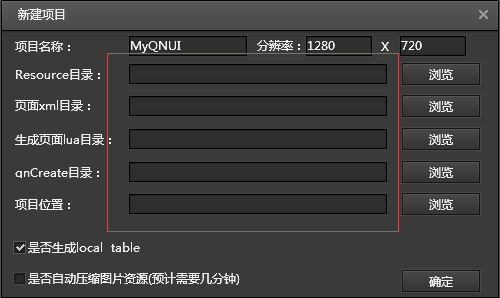 新建项目
项目名称： MyQNUI 分辨率： 1280 X 720
Resource目录： 浏览
页面xml目录： 浏览
生成页面lua目录： 浏览
qnCreate目录： 浏览
项目位置： 浏览
是否生成local table
是否自动压缩图片资源(预计需要几分钟) 确定